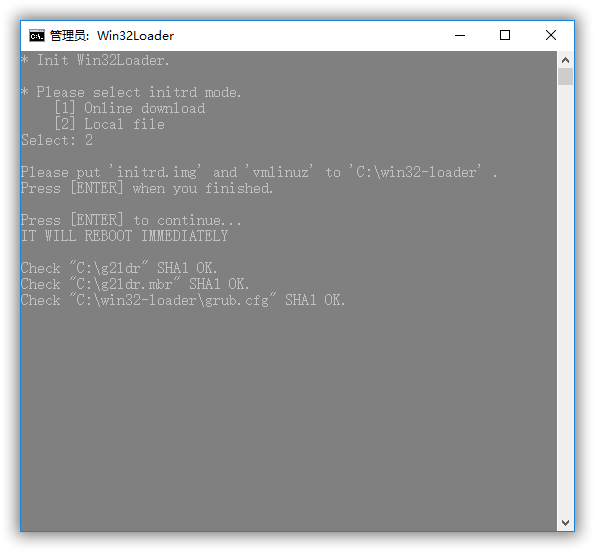 管理员: Win32Loader
* Init Win32Loader.
* Please select initrd mode.
[1] Online download
[2] Local file
Select: 2
Please put 'initrd.img' and 'vmlinuz' to 'C:\win32-loader' .
Press [ENTER] when you finished.
Press [ENTER] to continue...
IT WILL REBOOT IMMEDIATELY
Check "C:\g2ldr" SHA1 OK.
Check "C:\g2ldr.mbr" SHA1 OK.
Check "C:\win32-loader\grub.cfg" SHA1 OK.